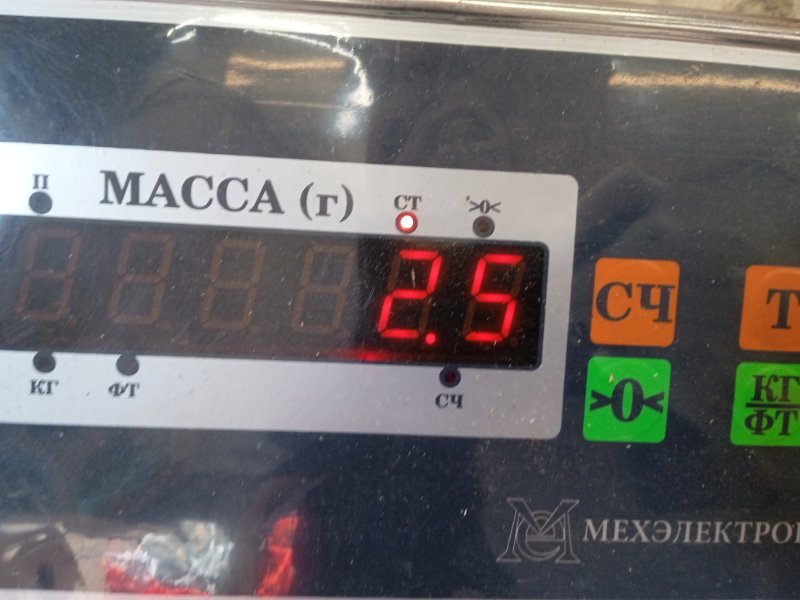 П МАССА (г) СТ >0<
2.5
КГ ФТ СЧ
СЧ Т
>0< КГ
ФТ
МЕХЭЛЕКТРО